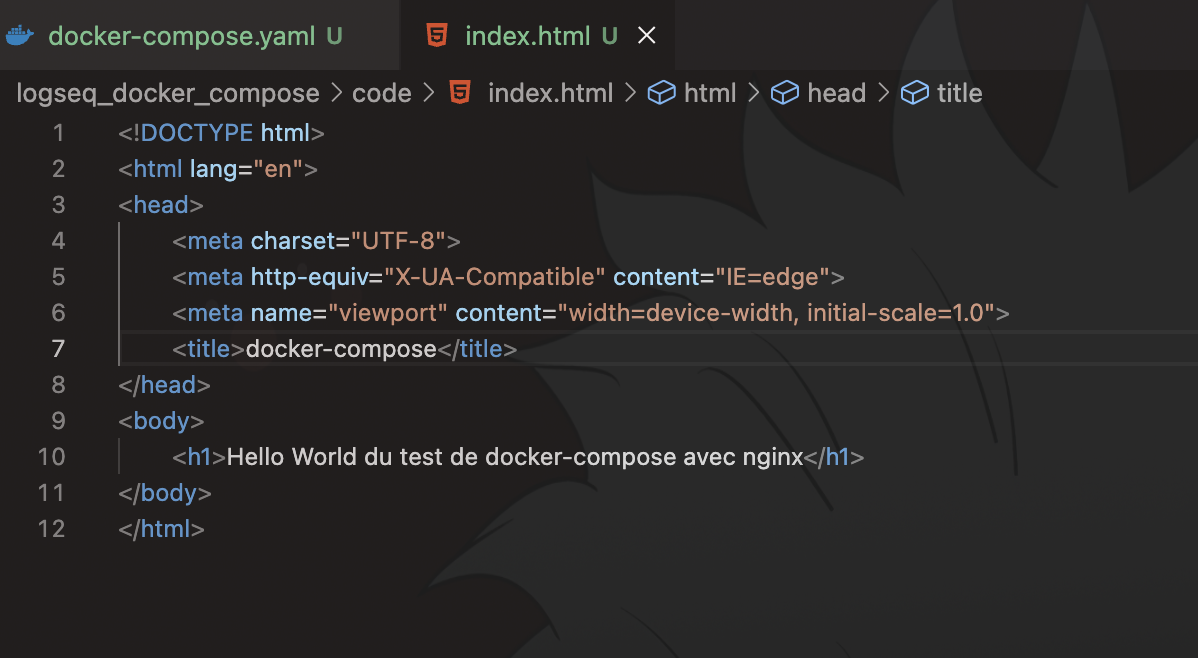 docker-compose.yaml U index.html U
logseq_docker_compose > code > index.html > html > head > title
1 <!DOCTYPE html>
2 <html lang="en">
3 <head>
4     <meta charset="UTF-8">
5     <meta http-equiv="X-UA-Compatible" content="IE=edge">
6     <meta name="viewport" content="width=device-width, initial-scale=1.0">
7     <title>docker-compose</title>
8 </head>
9 <body>
10     <h1>Hello World du test de docker-compose avec nginx</h1>
11 </body>
12 </html>